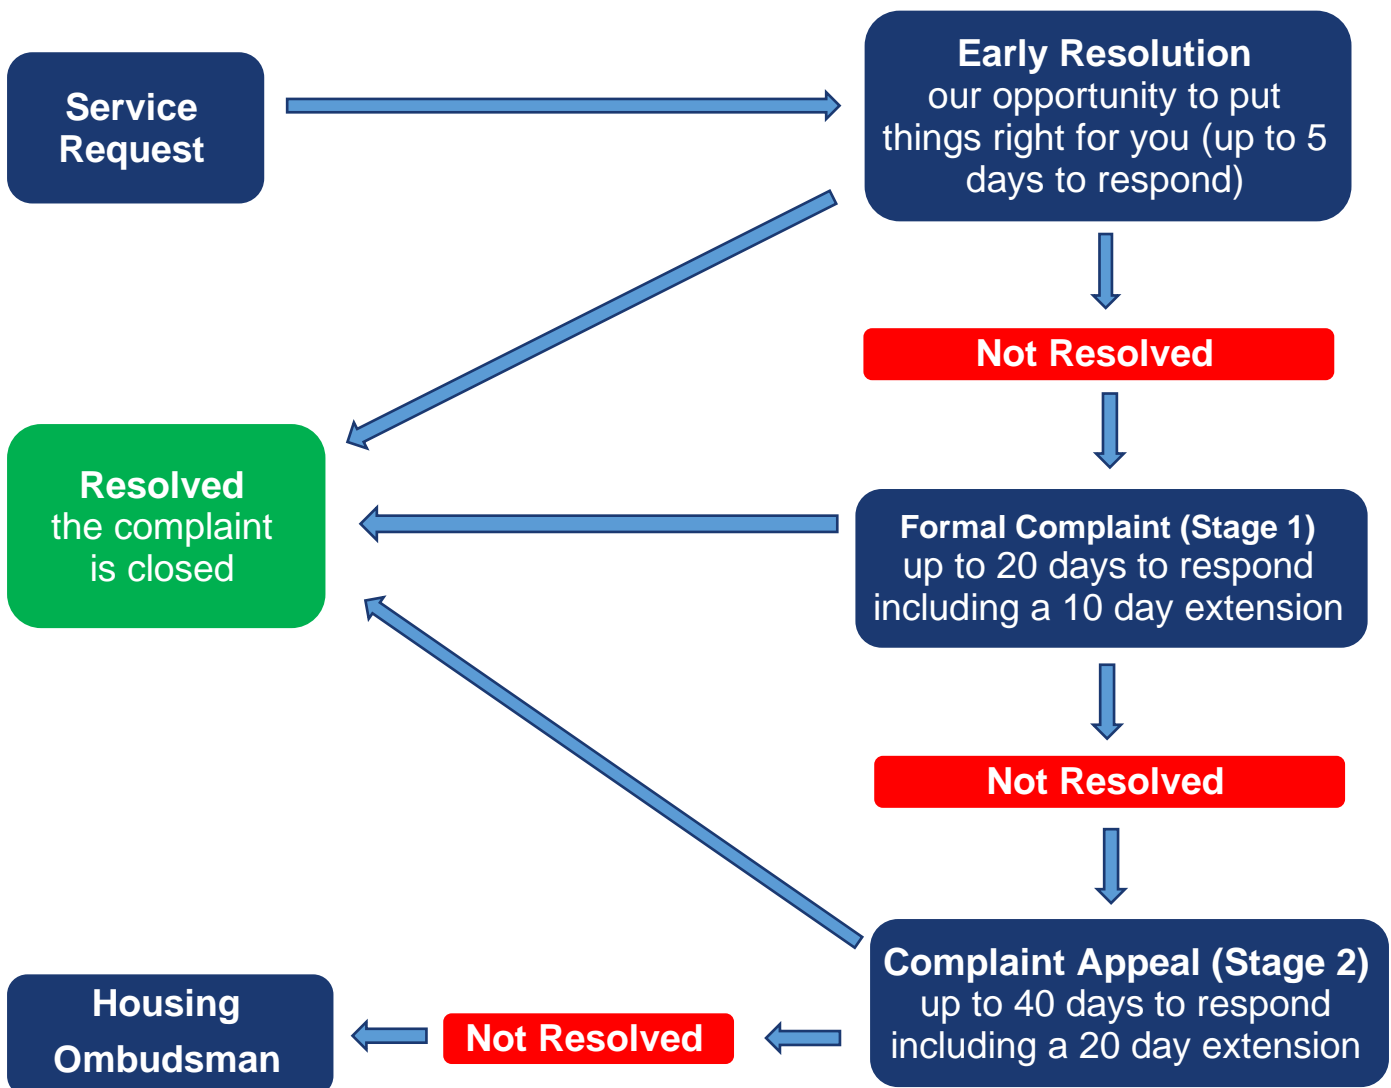 Service
Request
Early Resolution
our opportunity to put
things right for you (up to 5
days to respond)
Not Resolved
Resolved
the complaint
is closed
Formal Complaint (Stage 1)
up to 20 days to respond
including a 10 day extension
Not Resolved
Complaint Appeal (Stage 2)
up to 40 days to respond
including a 20 day extension
Not Resolved
Housing
Ombudsman